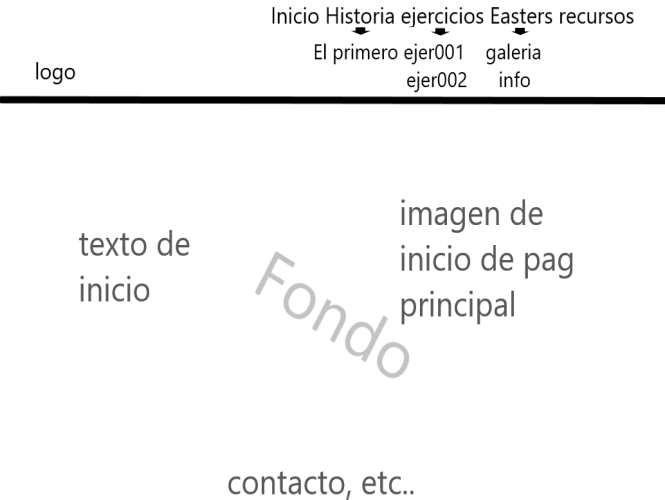 Inicio Historia ejercicios Easters recursos
El primero ejer001 galeria
ejer002 info
logo
texto de
inicio
imagen de
inicio de pag
principal
Fondo
contacto, etc..